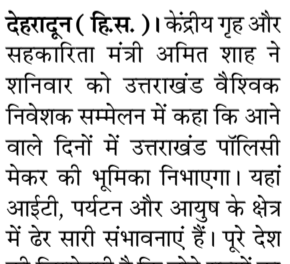 देहरादून ( हि.स. )। केंद्रीय गृह और
सहकारिता मंत्री अमित शाह ने
शनिवार को उत्तराखंड वैश्विक
निवेशक सम्मेलन में कहा कि आने
वाले दिनों में उत्तराखंड पॉलिसी
मेकर की भूमिका निभाएगा। यहां
आईटी, पर्यटन और आयुष के क्षेत्र
में ढेर सारी संभावनाएं हैं। पूरे देश